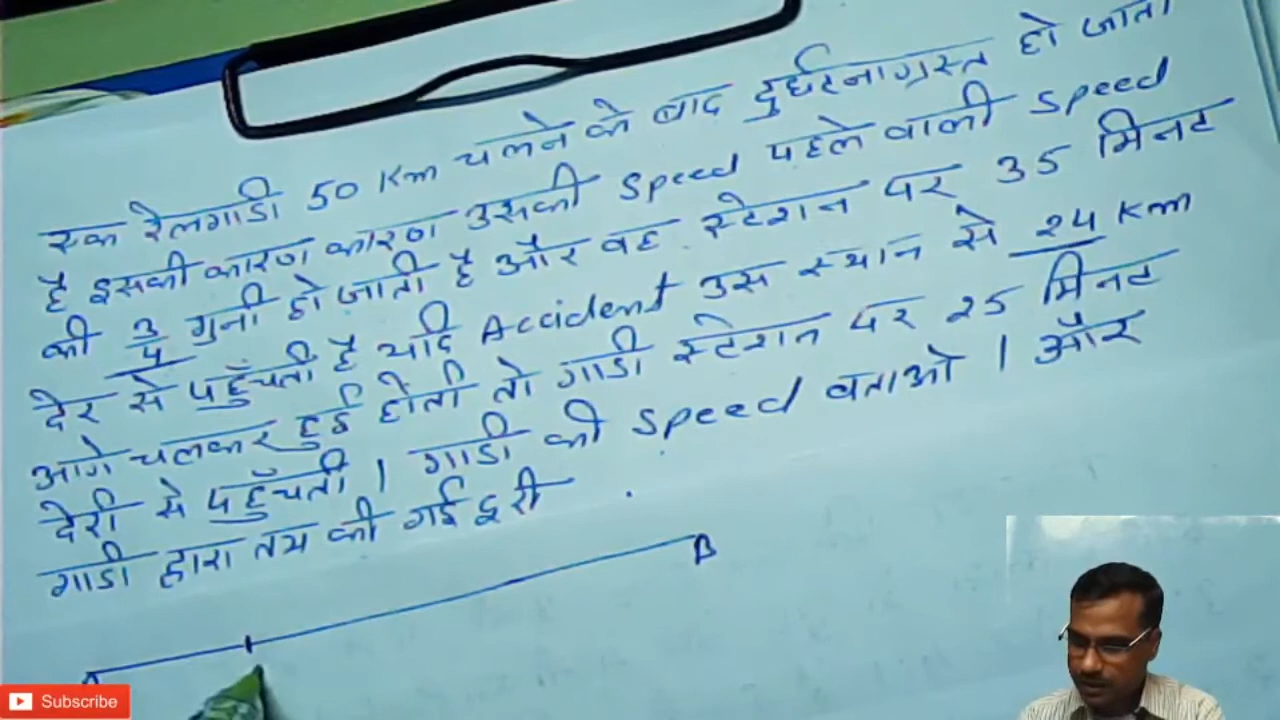 एक रेलगाडी 50 Km चलने के बाद दुर्घटनाग्रस्त हो जाती
है इसकी कारण कारण उसकी Speed पहले वाली Speed
की 3/4 गुनी हो जाती है और वह स्टेशन पर 35 मिनट
देर से पहुँचती है यदि Accident उस स्थान से 24 Km
आगे चलकर हुई होती तो गाडी स्टेशन पर 25 मिनट
देरी से पहुँचती । गाडी की Speed बताओ । और
गाडी द्वारा तय की गई दूरी .
A B
Subscribe